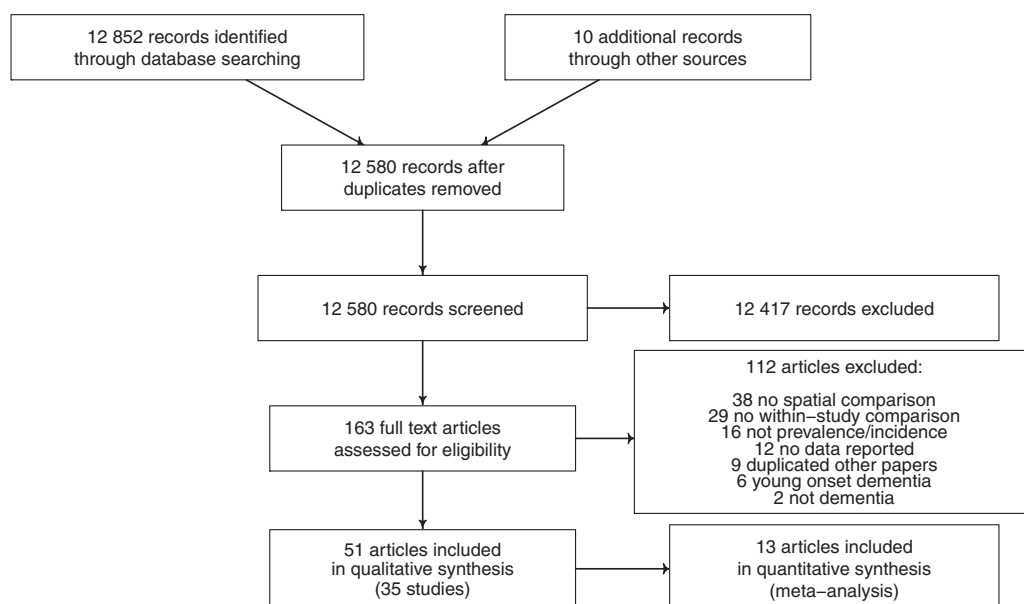 12 852 records identified
through database searching
10 additional records
through other sources
12 580 records after
duplicates removed
12 580 records screened
12 417 records excluded
163 full text articles
assessed for eligibility
112 articles excluded:
38 no spatial comparison
29 no within−study comparison
16 not prevalence/incidence
12 no data reported
9 duplicated other papers
6 young onset dementia
2 not dementia
51 articles included
in qualitative synthesis
(35 studies)
13 articles included
in quantitative synthesis
(meta−analysis)